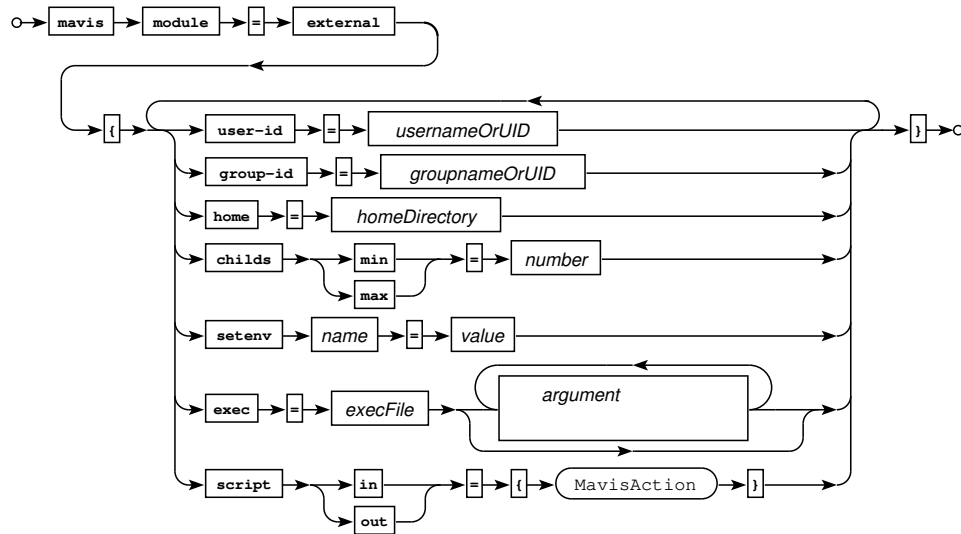 mavis module = external
{ user-id = usernameOrUID }
group-id = groupnameOrUID
home = homeDirectory
childs min = number
max
setenv name = value
exec = execFile argument
script in = { MavisAction }
out